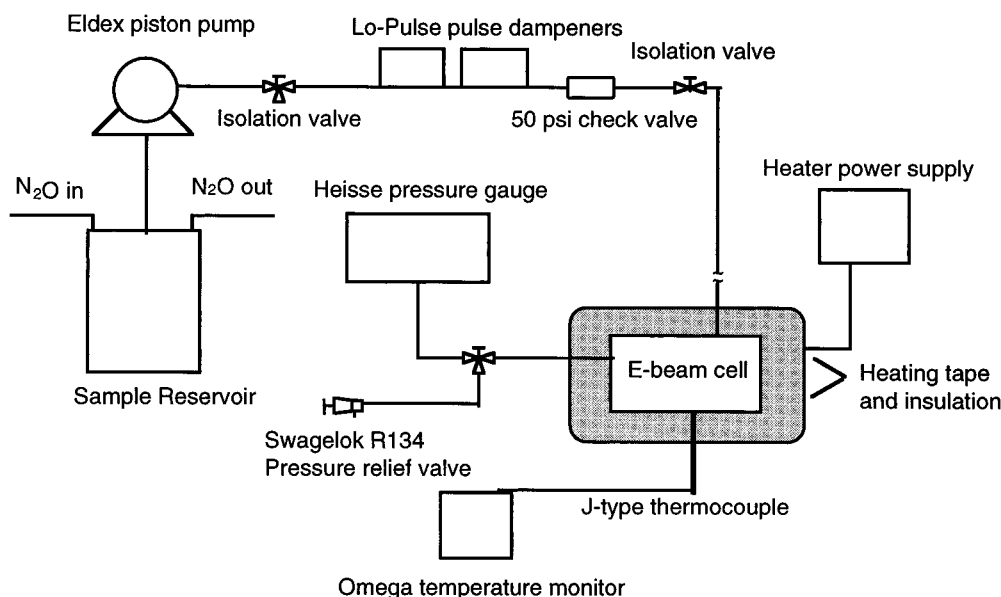 Eldex piston pump
Lo-Pulse pulse dampeners
Isolation valve
Isolation valve
50 psi check valve
N₂O in
N₂O out
Heisse pressure gauge
Heater power supply
E-beam cell
Heating tape
and insulation
Sample Reservoir
Swagelok R134
Pressure relief valve
J-type thermocouple
Omega temperature monitor